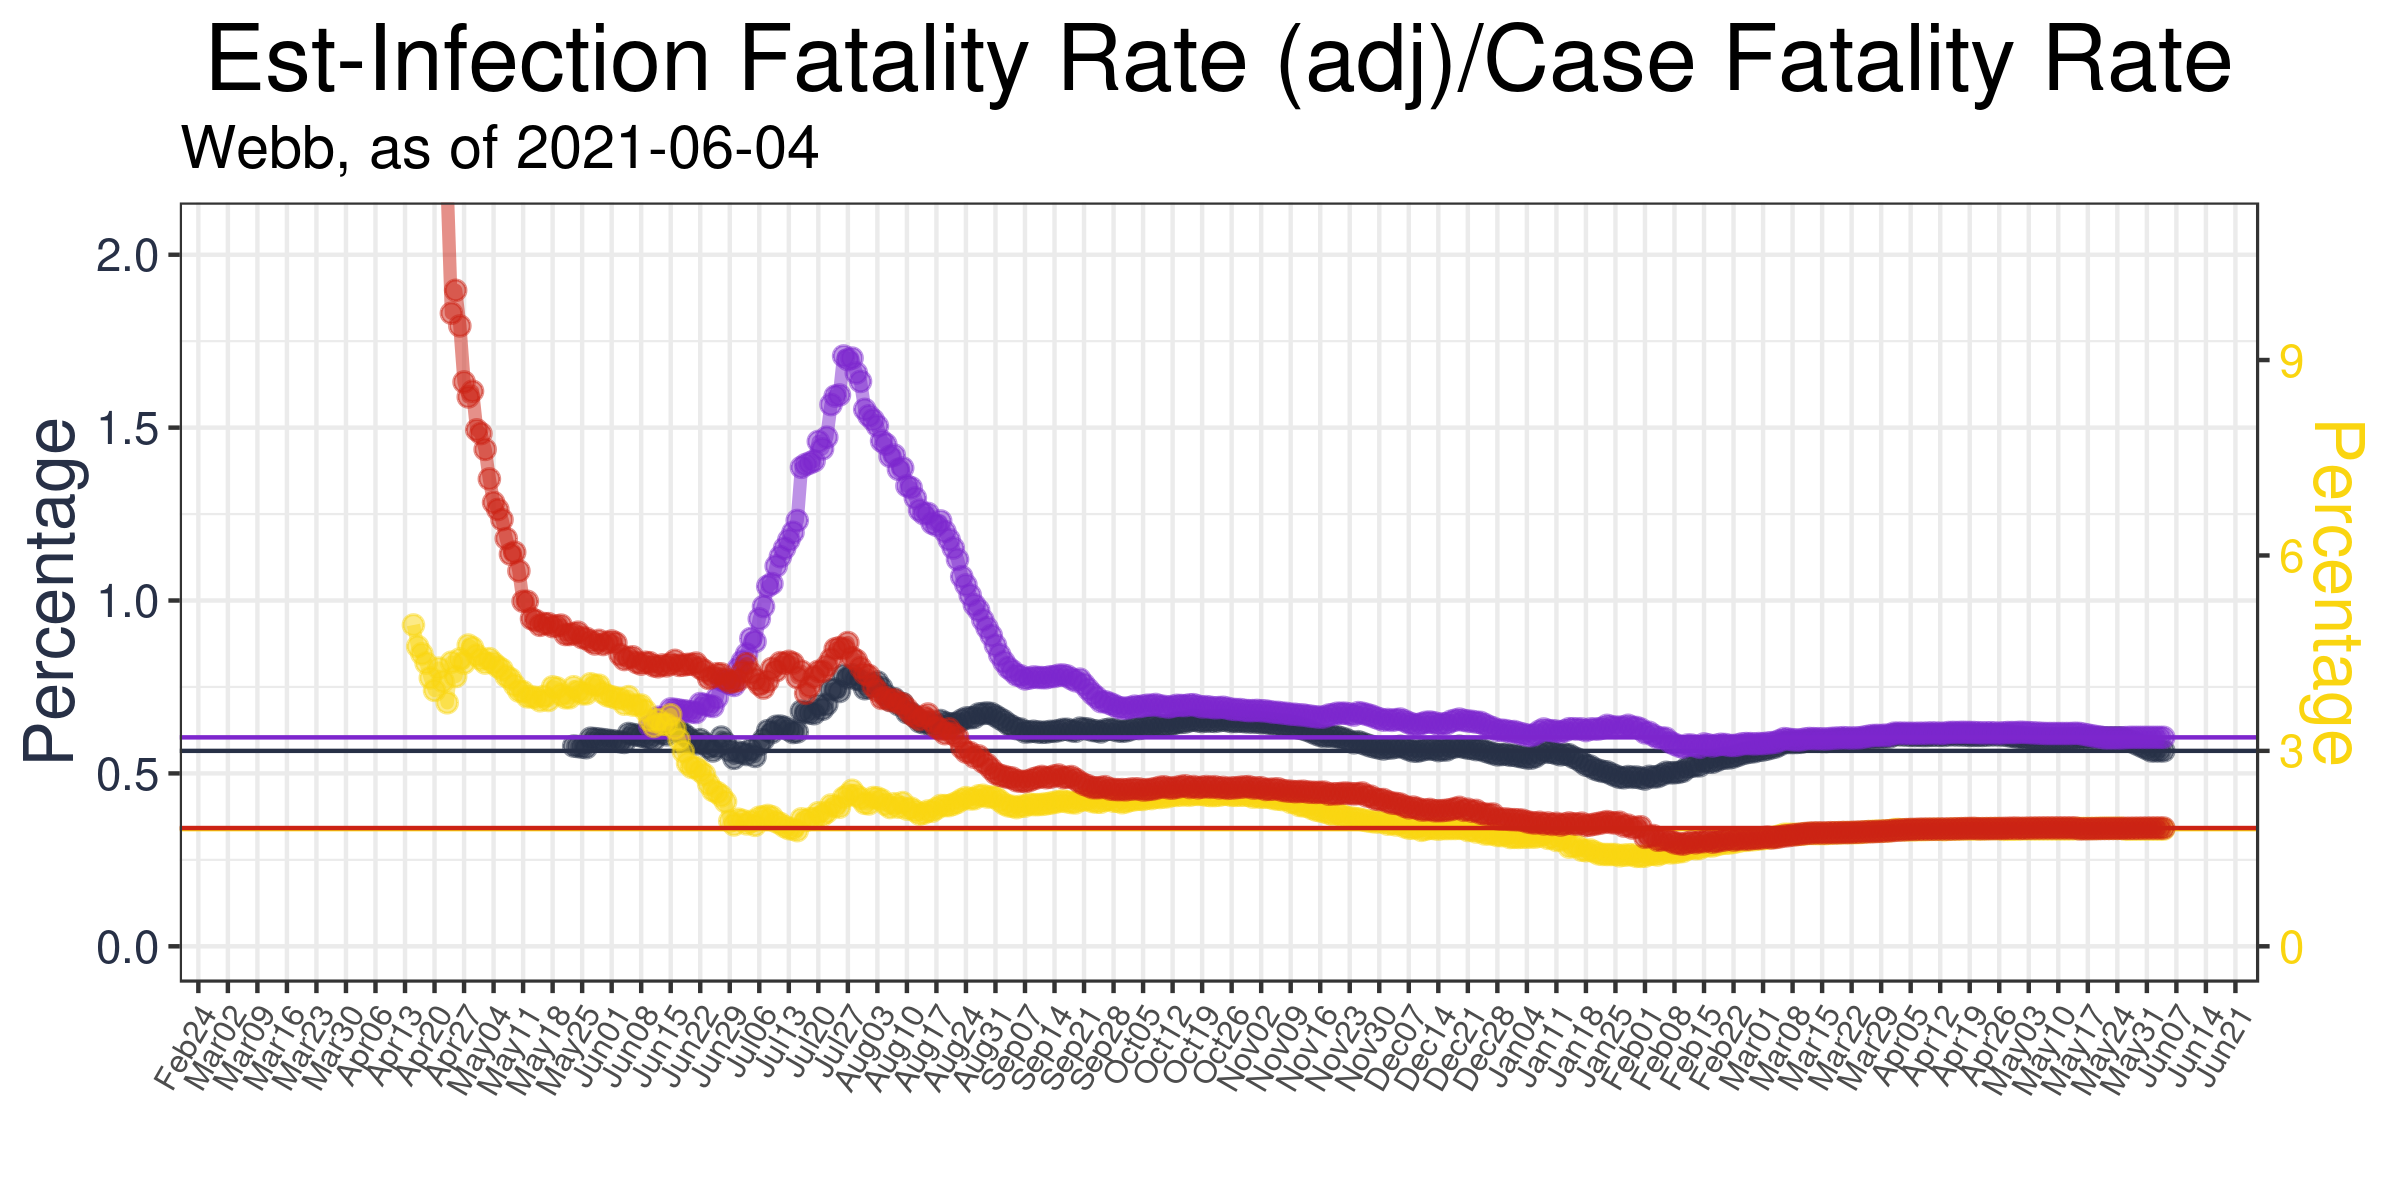 Est-Infection Fatality Rate (adj)/Case Fatality Rate
Webb, as of 2021-06-04
Percentage
2.0
1.5
1.0
0.5
0.0
9
6
3
0
Percentage
Feb24
Mar02
Mar09
Mar16
Mar23
Mar30
Apr06
Apr13
Apr20
Apr27
May04
May11
May18
May25
Jun01
Jun08
Jun15
Jun22
Jun29
Jul06
Jul13
Jul20
Jul27
Aug03
Aug10
Aug17
Aug24
Aug31
Sep07
Sep14
Sep21
Sep28
Oct05
Oct12
Oct19
Oct26
Nov02
Nov09
Nov16
Nov23
Nov30
Dec07
Dec14
Dec21
Dec28
Jan04
Jan11
Jan18
Jan25
Feb01
Feb08
Feb15
Feb22
Mar01
Mar08
Mar15
Mar22
Mar29
Apr05
Apr12
Apr19
Apr26
May03
May10
May17
May24
May31
Jun07
Jun14
Jun21